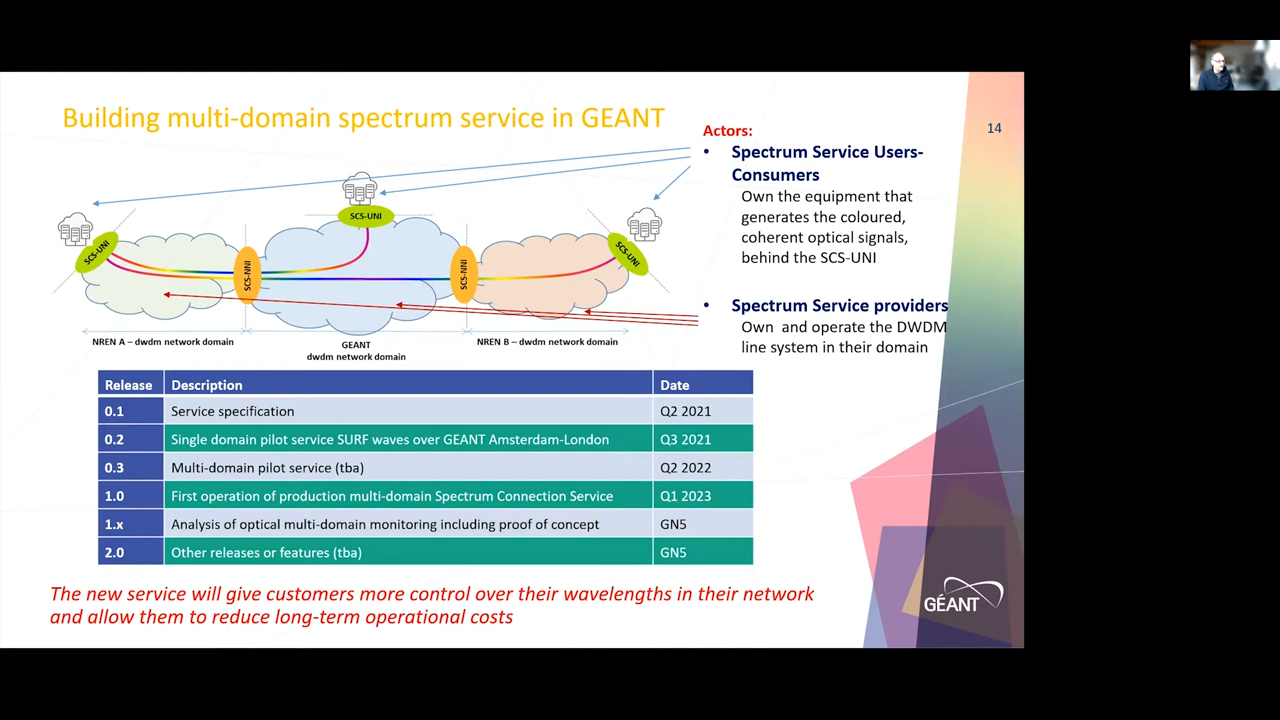 Building multi-domain spectrum service in GEANT
14
Actors:
• Spectrum Service Users-
Consumers
Own the equipment that
generates the coloured,
coherent optical signals,
behind the SCS-UNI
• Spectrum Service providers
Own and operate the DWDM
line system in their domain
SCS-UNI
SCS-UNI
SCS-NNI
SCS-NNI
SCS-UNI
NREN A – dwdm network domain
GEANT
dwdm network domain
NREN B – dwdm network domain
Release Description Date
0.1 Service specification Q2 2021
0.2 Single domain pilot service SURF waves over GEANT Amsterdam-London Q3 2021
0.3 Multi-domain pilot service (tba) Q2 2022
1.0 First operation of production multi-domain Spectrum Connection Service Q1 2023
1.x Analysis of optical multi-domain monitoring including proof of concept GN5
2.0 Other releases or features (tba) GN5
The new service will give customers more control over their wavelengths in their network
and allow them to reduce long-term operational costs
GÉANT